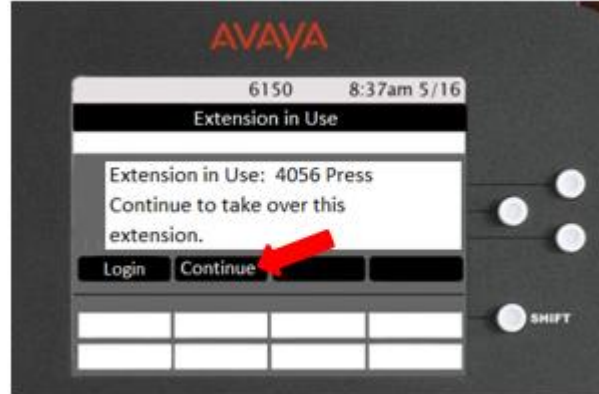 AVAYA
6150 8:37am 5/16
Extension in Use
Extension in Use: 4056 Press
Continue to take over this
extension.
Login Continue
SHIFT